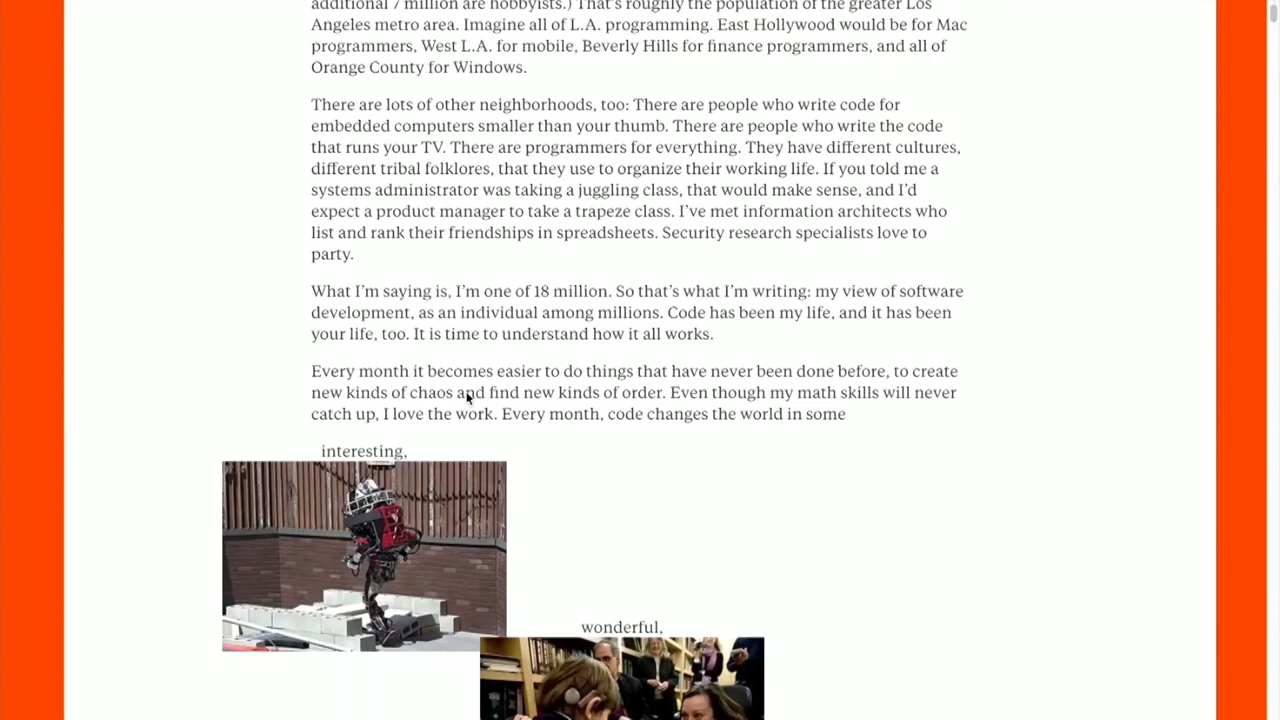 additional 7 million are hobbyists.) That's roughly the population of the greater Los
Angeles metro area. Imagine all of L.A. programming. East Hollywood would be for Mac
programmers, West L.A. for mobile, Beverly Hills for finance programmers, and all of
Orange County for Windows.
There are lots of other neighborhoods, too: There are people who write code for
embedded computers smaller than your thumb. There are people who write the code
that runs your TV. There are programmers for everything. They have different cultures,
different tribal folklores, that they use to organize their working life. If you told me a
systems administrator was taking a juggling class, that would make sense, and I'd
expect a product manager to take a trapeze class. I've met information architects who
list and rank their friendships in spreadsheets. Security research specialists love to
party.
What I'm saying is, I'm one of 18 million. So that's what I'm writing: my view of software
development, as an individual among millions. Code has been my life, and it has been
your life, too. It is time to understand how it all works.
Every month it becomes easier to do things that have never been done before, to create
new kinds of chaos and find new kinds of order. Even though my math skills will never
catch up, I love the work. Every month, code changes the world in some
interesting,
wonderful,